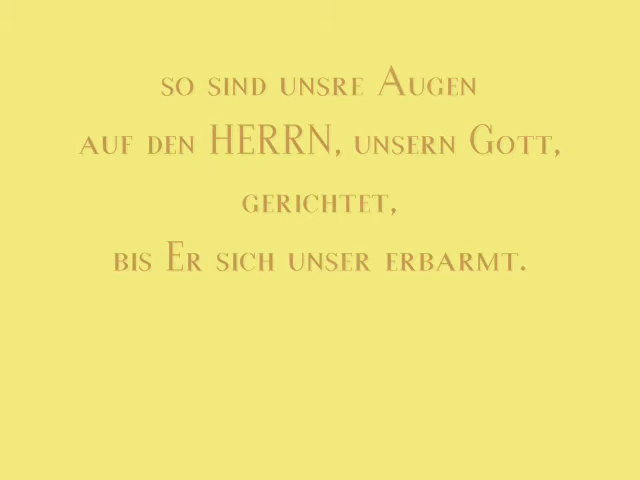 so sind unsre Augen
auf den HERRN, unsern Gott,
gerichtet,
bis Er sich unser erbarmt.